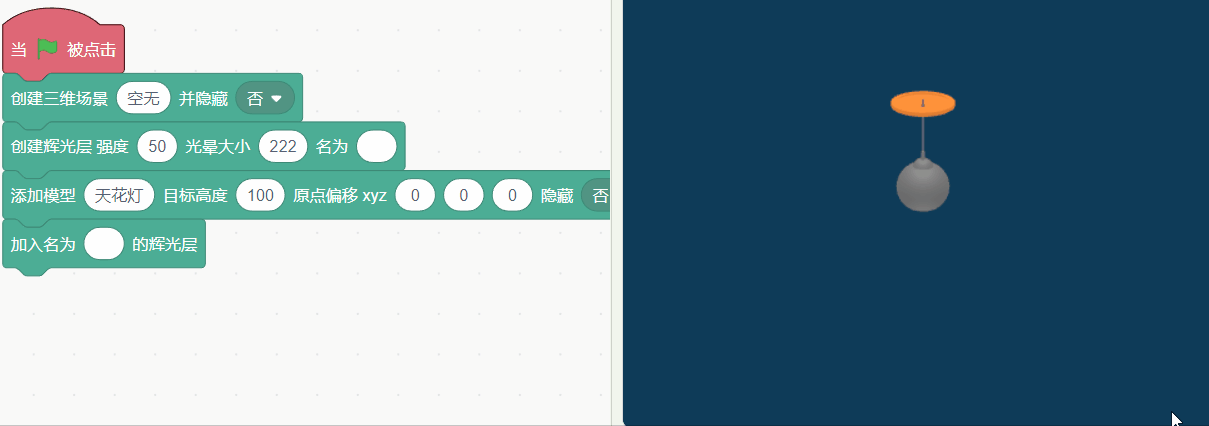 当 被点击
创建三维场景 空无 并隐藏 否
创建辉光层 强度 50 光晕大小 222 名为
添加模型 天花灯 目标高度 100 原点偏移 xyz 0 0 0 隐藏 否
加入名为 的辉光层